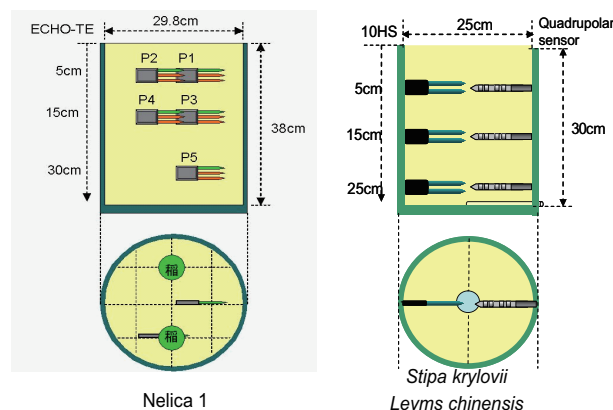 29.8cm
ECHO-TE
P2 P1
5cm
P4 P3
15cm
38cm
P5
30cm
稲
稲
Nelica 1
25cm
10HS
Quadrupolar
sensor
5cm
15cm
30cm
25cm
Stipa krylovii
Leyms chinensis